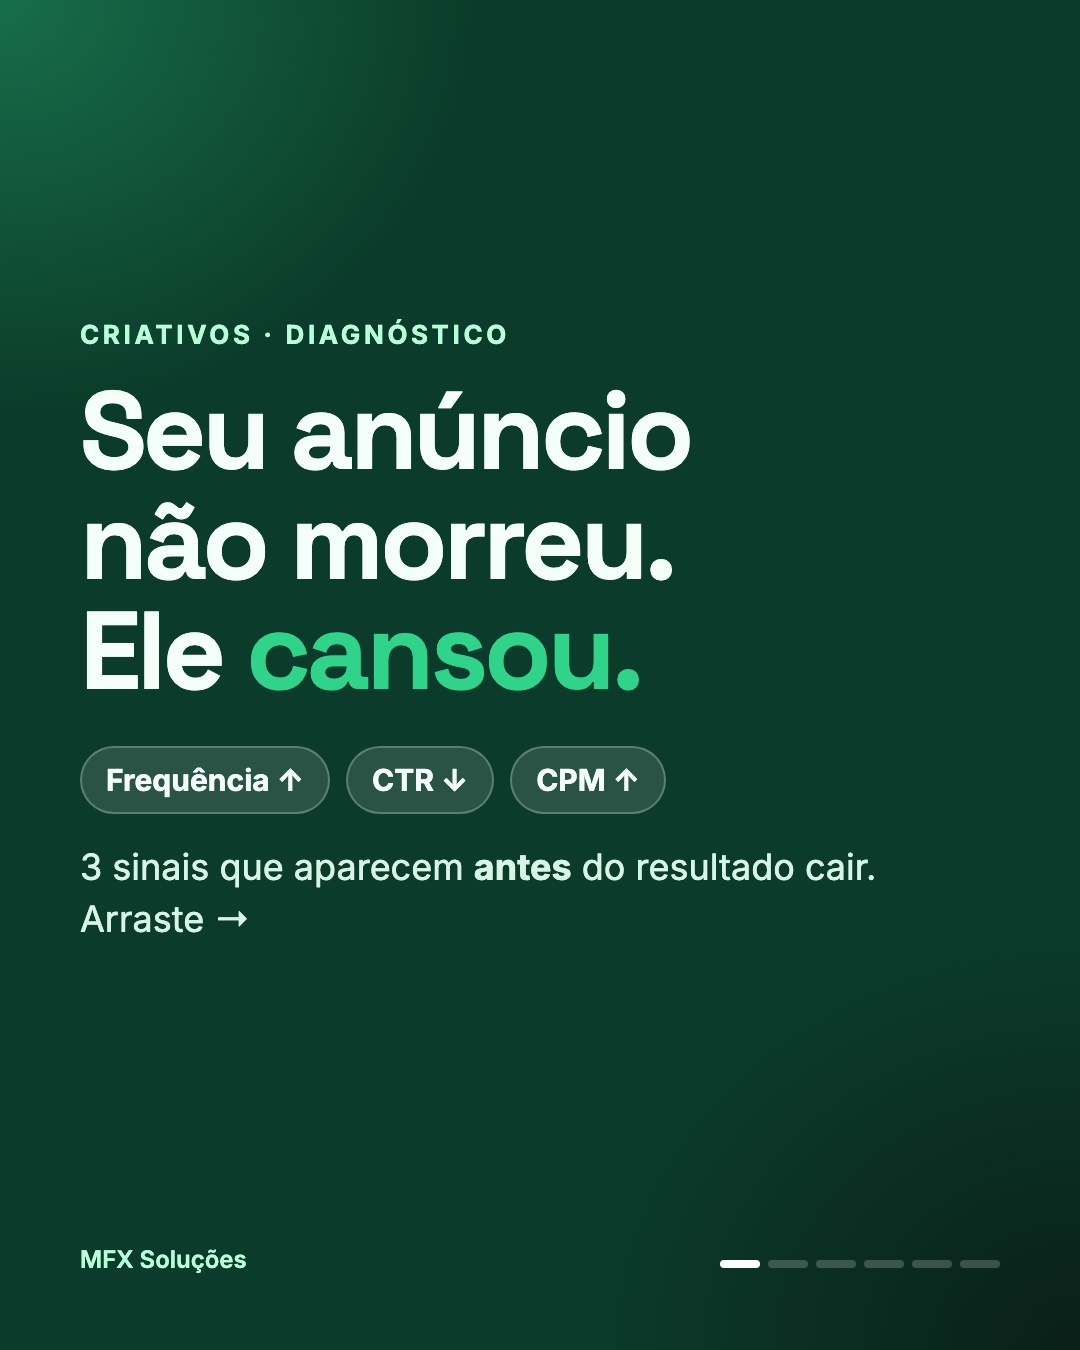 CRIATIVOS · DIAGNÓSTICO
Seu anúncio
não morreu.
Ele cansou.
Frequência ↑ CTR ↓ CPM ↑
3 sinais que aparecem antes do resultado cair.
Arraste →
MFX Soluções